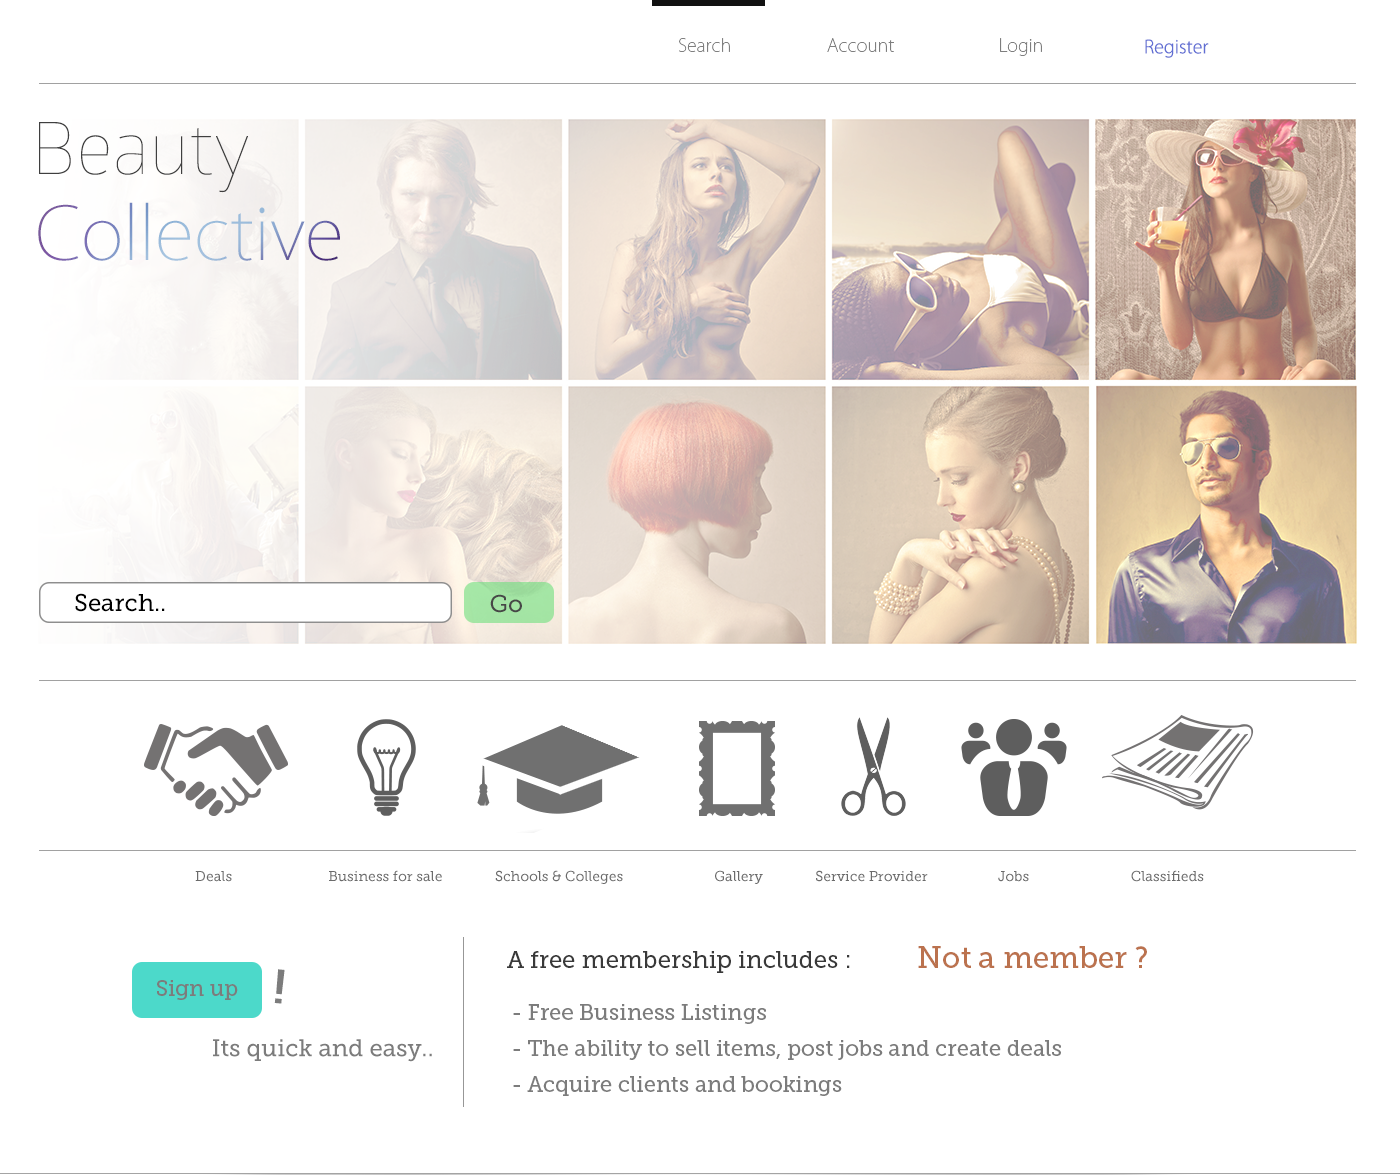 Search Account Login Register
Beauty
Collective
Search..
Go
Deals Business for sale Schools & Colleges Gallery Service Provider Jobs Classifieds
Sign up !
Its quick and easy..
A free membership includes :
Not a member ?
- Free Business Listings
- The ability to sell items, post jobs and create deals
- Acquire clients and bookings